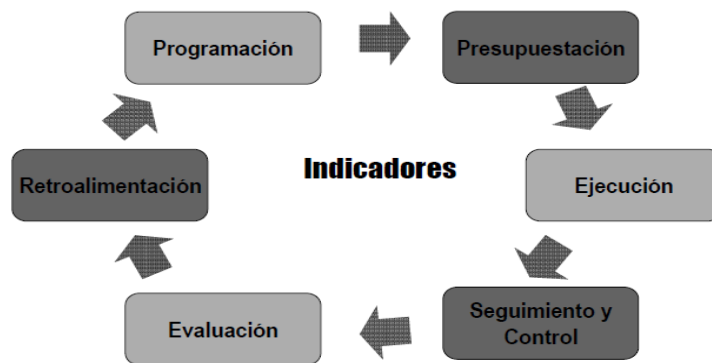 Programación
Presupuestación
Retroalimentación
Indicadores
Ejecución
Evaluación
Seguimiento y
Control